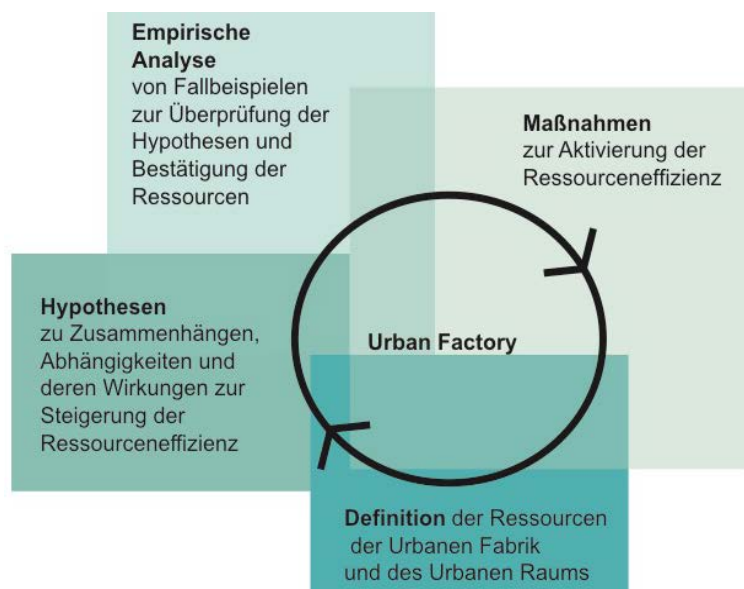 Empirische
Analyse
von Fallbeispielen
zur Überprüfung der
Hypothesen und
Bestätigung der
Ressourcen
Maßnahmen
zur Aktivierung der
Ressourceneffizienz
Hypothesen
zu Zusammenhängen,
Abhängigkeiten und
deren Wirkungen zur
Steigerung der
Ressourceneffizienz
Urban Factory
Definition der Ressourcen
der Urbanen Fabrik
und des Urbanen Raums